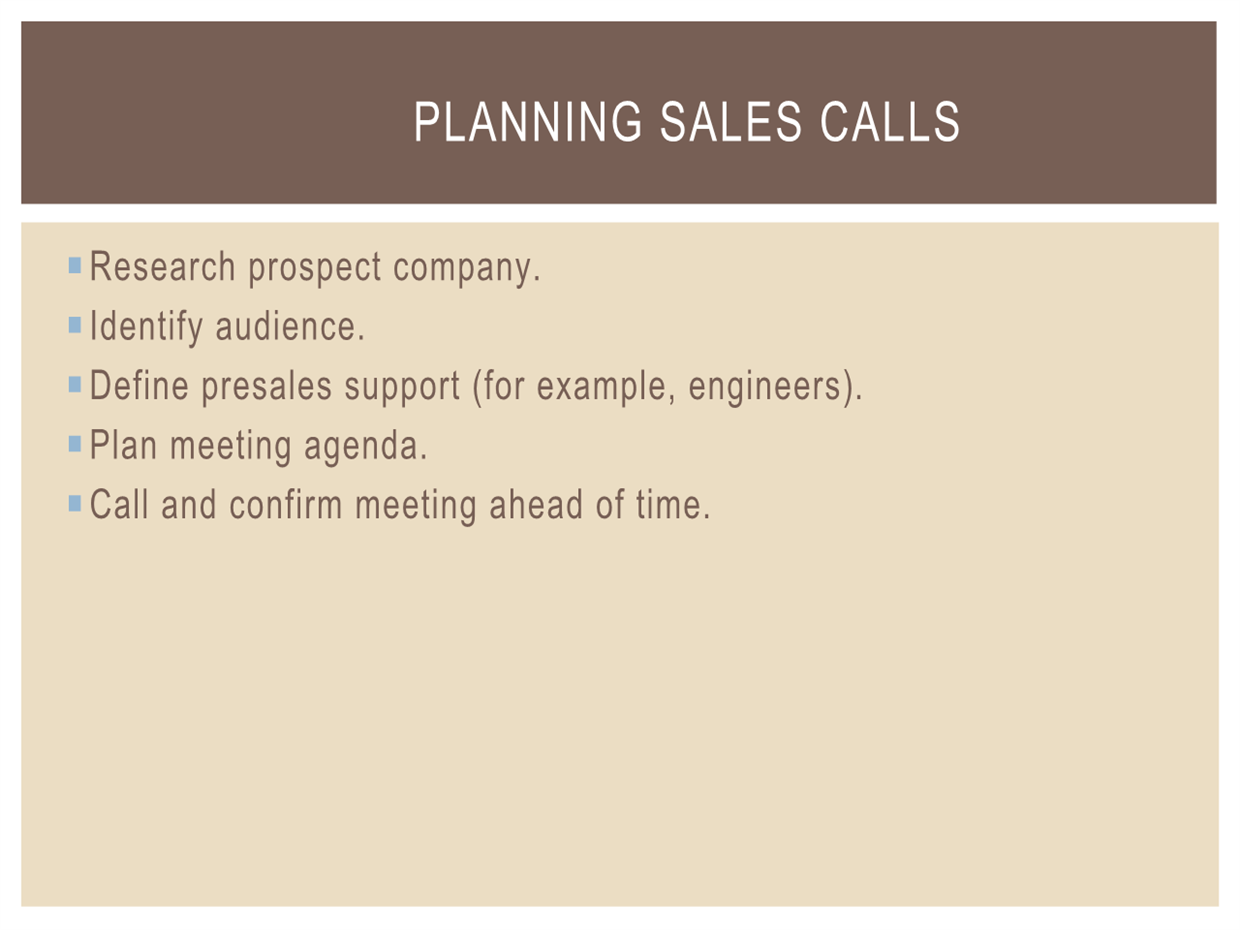 PLANNING SALES CALLS
Research prospect company.
Identify audience.
Define presales support (for example, engineers).
Plan meeting agenda.
Call and confirm meeting ahead of time.